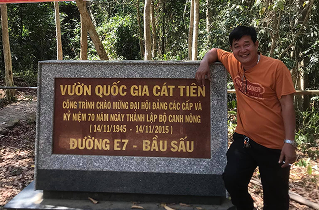 VƯỜN QUỐC GIA CÁT TIÊN
CÔNG TRÌNH CHÀO MỪNG ĐẠI HỘI ĐẢNG CÁC CẤP VÀ
KỶ NIỆM 70 NĂM NGÀY THÀNH LẬP BỘ CANH NÔNG
(14/11/1945 - 14/11/2015)
ĐƯỜNG E7 - BÀU SẤU